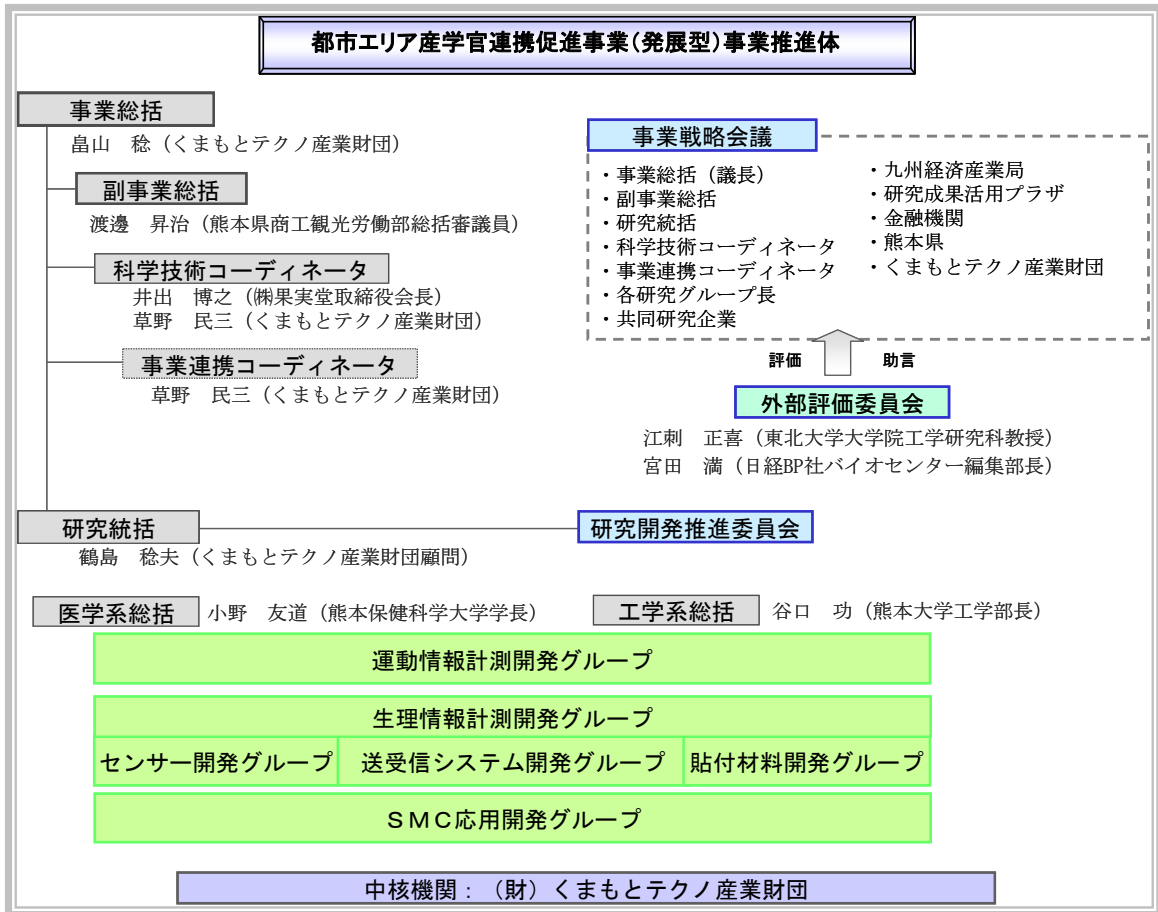 都市エリア産学官連携促進事業（発展型）事業推進体
事業総括
畠山　稔（くまもとテクノ産業財団）
副事業総括
渡邊　昇治（熊本県商工観光労働部総括審議員）
科学技術コーディネータ
井出　博之（㈱果実堂取締役会長）
草野　民三（くまもとテクノ産業財団）
事業連携コーディネータ
草野　民三（くまもとテクノ産業財団）
事業戦略会議
・事業総括（議長）
・副事業総括
・研究統括
・科学技術コーディネータ
・事業連携コーディネータ
・各研究グループ長
・共同研究企業
・九州経済産業局
・研究成果活用プラザ
・金融機関
・熊本県
・くまもとテクノ産業財団
評価　助言
外部評価委員会
江刺　正喜（東北大学大学院工学研究科教授）
宮田　満（日経BP社バイオセンター編集部長）
研究統括
研究開発推進委員会
鶴島　稔夫（くまもとテクノ産業財団顧問）
医学系総括　小野　友道（熊本保健科学大学学長）
工学系総括　谷口　功（熊本大学工学部長）
運動情報計測開発グループ
生理情報計測開発グループ
センサー開発グループ　送受信システム開発グループ　貼付材料開発グループ
ＳＭＣ応用開発グループ
中核機関：（財）くまもとテクノ産業財団